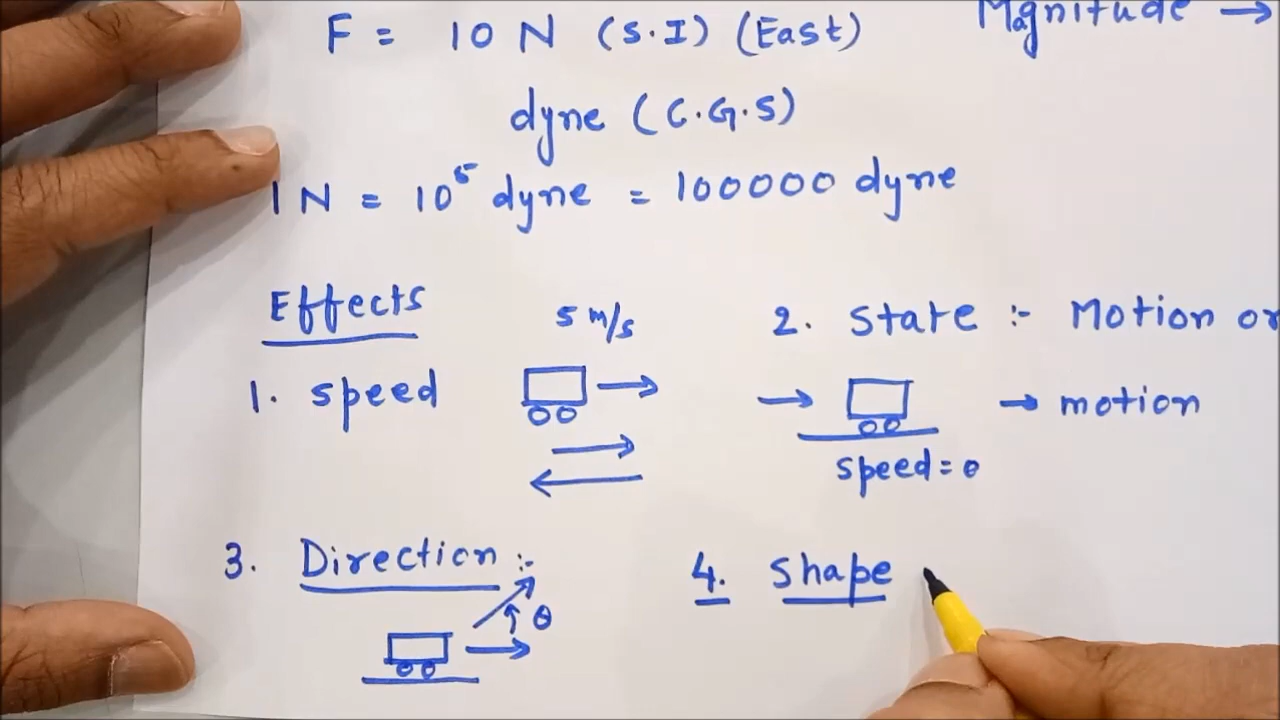 F = 10 N (S.I) (East) Magnitude →
dyne (C.G.S)
1 N = 10⁵ dyne = 100000 dyne
Effects
5 m/s
2. State :- Motion or
1. Speed
→ motion
speed = 0
3. Direction :-
θ
4. Shape